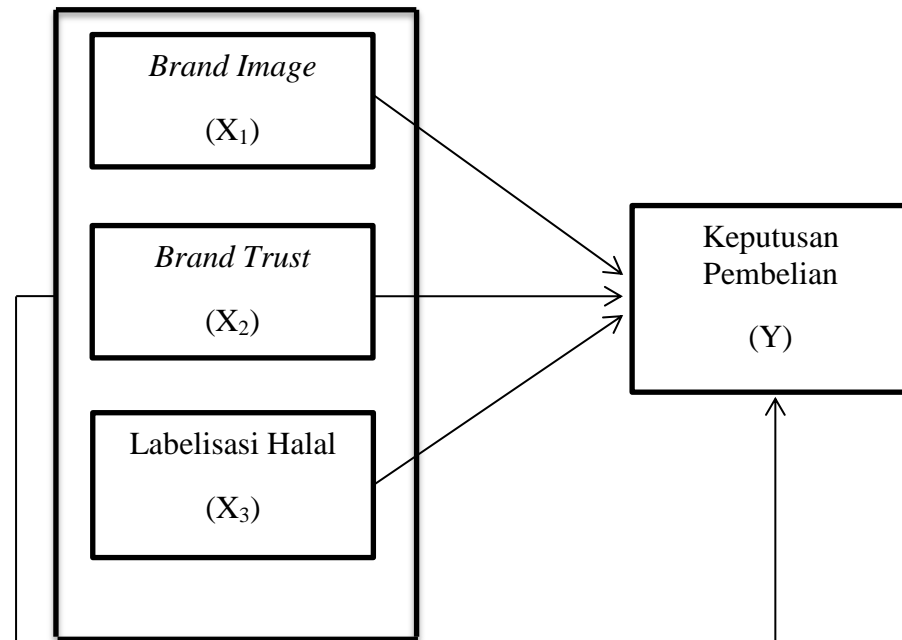 Brand Image
(X₁)
Brand Trust
(X₂)
Labelisasi Halal
(X₃)
Keputusan
Pembelian
(Y)